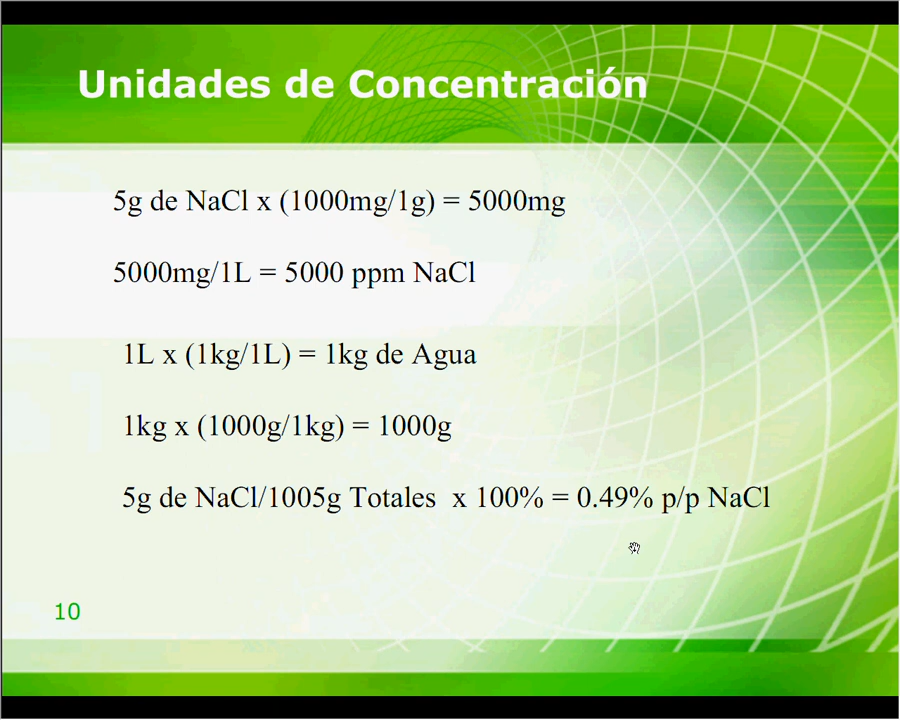 Unidades de Concentración
5g de NaCl x (1000mg/1g) = 5000mg
5000mg/1L = 5000 ppm NaCl
1L x (1kg/1L) = 1kg de Agua
1kg x (1000g/1kg) = 1000g
5g de NaCl/1005g Totales x 100% = 0.49% p/p NaCl
10